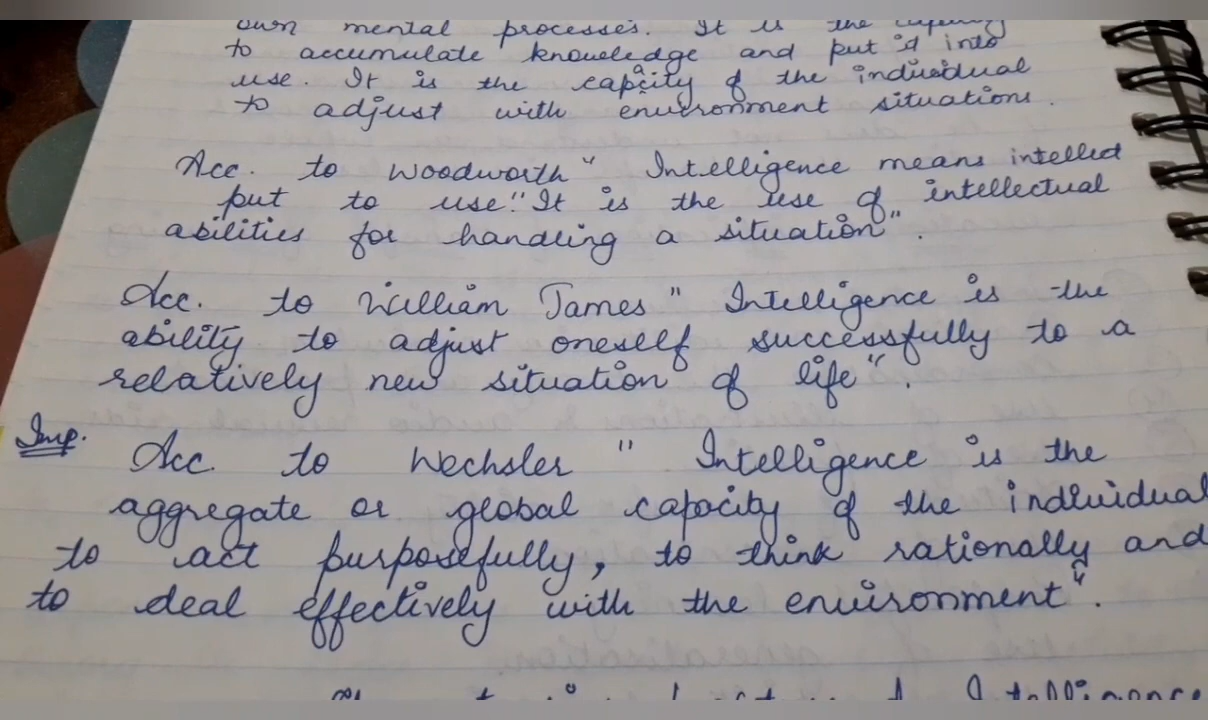 own mental processes. It is the capacity
to accumulate knowledge and put it into
use. It is the capacity of the individual
to adjust with environment situations.
Acc. to Woodworth " Intelligence means intellect
put to use." It is the use of intellectual
abilities for handling a situation".
Acc. to William James " Intelligence is the
ability to adjust oneself successfully to a
relatively new situation of life".
Imp.
Acc. to Wechsler " Intelligence is the
aggregate or global capacity of the individual
to act purposefully, to think rationally and
to deal effectively with the environment".
Intelligence